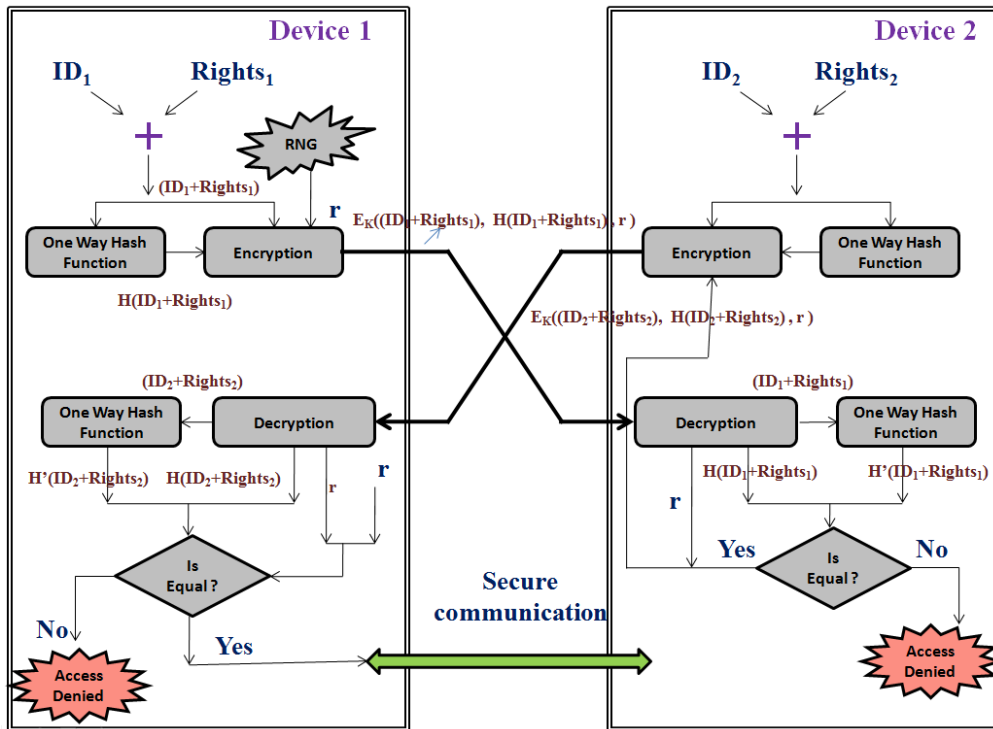 Device 1
ID₁ Rights₁
+
RNG
(ID₁+Rights₁)
r
One Way Hash
Function
Encryption
H(ID₁+Rights₁)
E_K((ID₁+Rights₁), H(ID₁+Rights₁), r )
(ID₂+Rights₂)
One Way Hash
Function
Decryption
H’(ID₂+Rights₂) H(ID₂+Rights₂) r r
Is
Equal ?
No
Yes
Access
Denied
Device 2
ID₂ Rights₂
+
Encryption
One Way Hash
Function
E_K((ID₂+Rights₂), H(ID₂+Rights₂), r )
(ID₁+Rights₁)
Decryption
One Way Hash
Function
H(ID₁+Rights₁) H’(ID₁+Rights₁)
r
Yes
Is
Equal ?
No
Access
Denied
Secure
communication